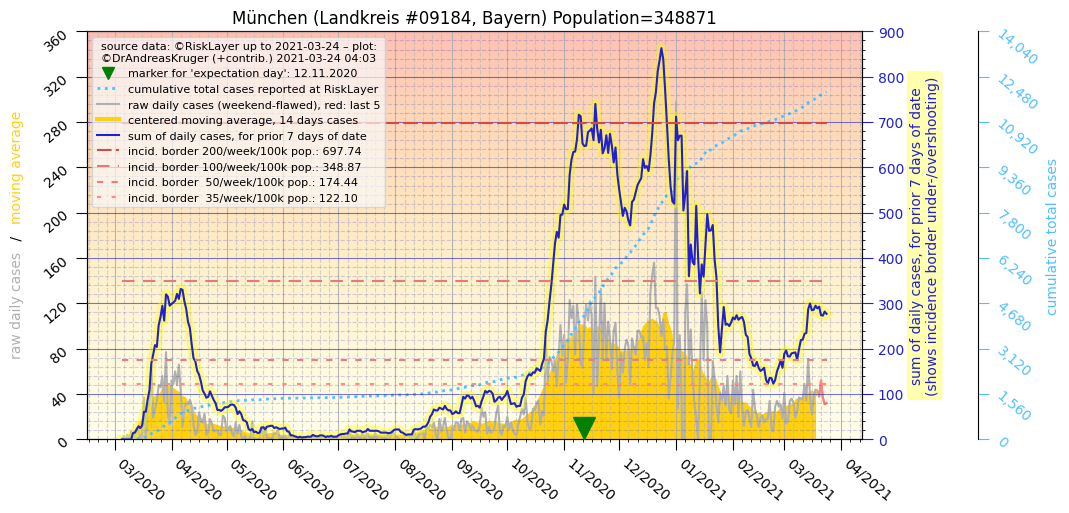 München (Landkreis #09184, Bayern) Population=348871
source data: ©RiskLayer up to 2021-03-24 – plot:
©DrAndreasKruger (+contrib.) 2021-03-24 04:03
marker for 'expectation day': 12.11.2020
cumulative total cases reported at RiskLayer
raw daily cases (weekend-flawed), red: last 5
centered moving average, 14 days cases
sum of daily cases, for prior 7 days of date
incid. border 200/week/100k pop.: 697.74
incid. border 100/week/100k pop.: 348.87
incid. border  50/week/100k pop.: 174.44
incid. border  35/week/100k pop.: 122.10
raw daily cases  /  moving average
360
320
280
240
200
160
120
80
40
0
900
800
700
600
500
400
300
200
100
0
sum of daily cases, for prior 7 days of date
(shows incidence border under-/overshooting)
14,040
12,480
10,920
9,360
7,800
6,240
4,680
3,120
1,560
0
cumulative total cases
03/2020
04/2020
05/2020
06/2020
07/2020
08/2020
09/2020
10/2020
11/2020
12/2020
01/2021
02/2021
03/2021
04/2021